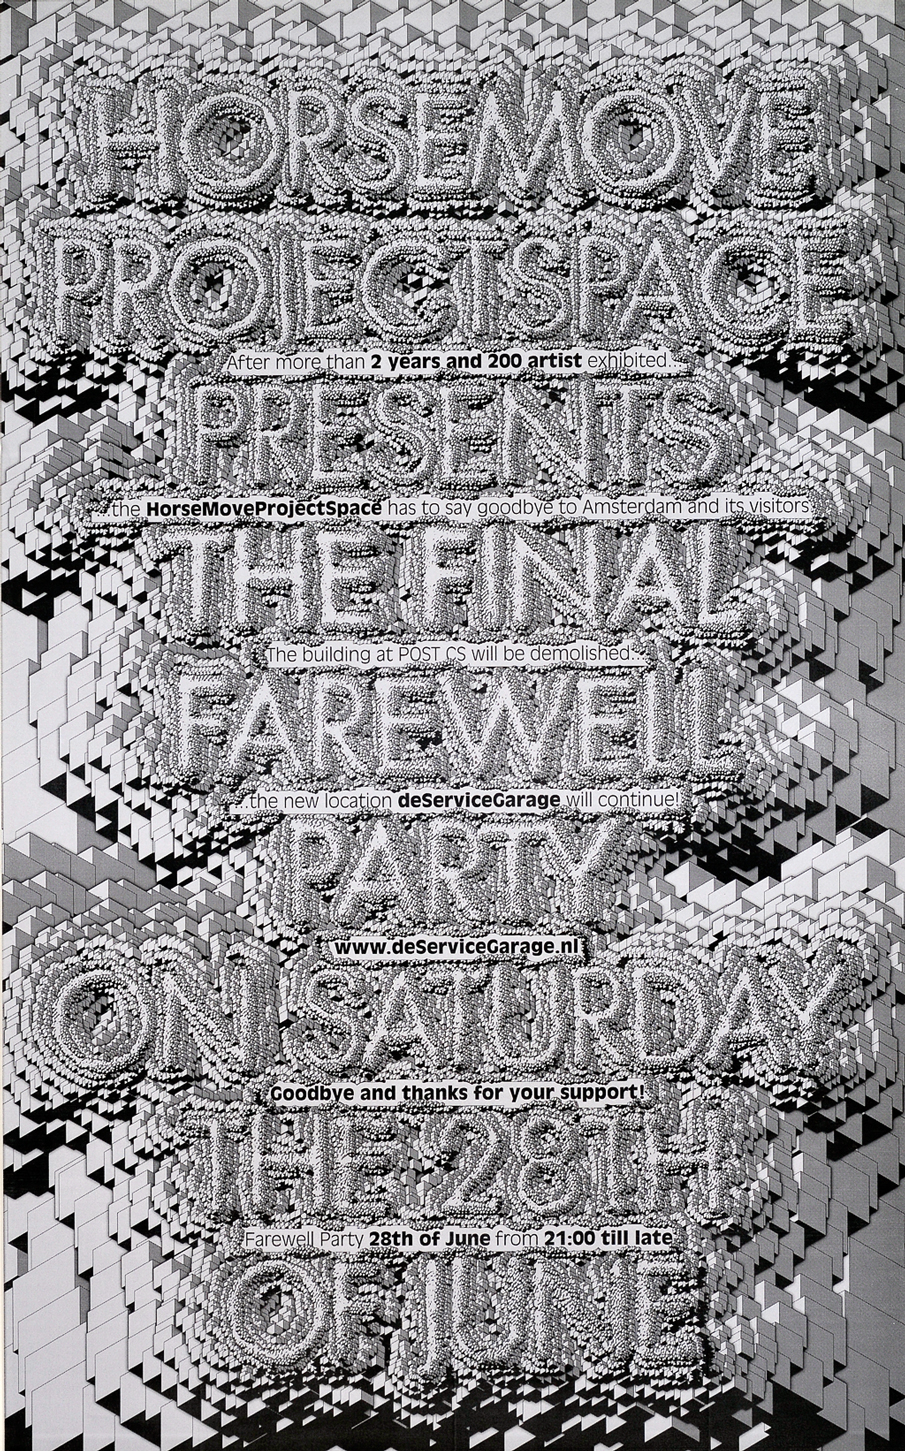 HORSEMOVE
PROJECTSPACE
After more than 2 years and 200 artist exhibited...
PRESENTS
...the HorseMoveProjectSpace has to say goodbye to Amsterdam and its visitors
THE FINAL
The building at POST CS will be demolished...
FAREWELL
...the new location deServiceGarage will continue!
PARTY
www.deServiceGarage.nl
ON SATURDAY
Goodbye and thanks for your support!
THE 28TH
Farewell Party 28th of June from 21:00 till late
OF JUNE